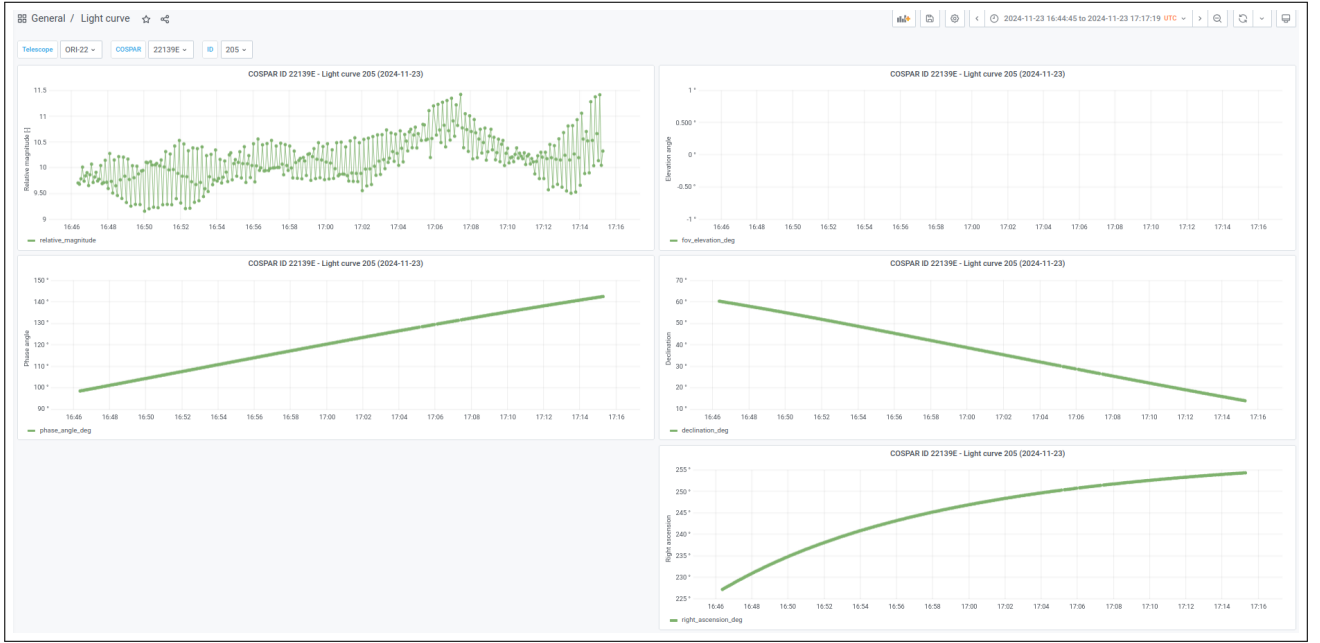 General / Light curve
2024-11-23 16:44:45 to 2024-11-23 17:17:19 UTC
Telescope ORI-22 COSPAR 22139E ID 205
COSPAR ID 22139E - Light curve 205 (2024-11-23)
Relative magnitude [-]
11.5
11
10.5
10
9.50
9
16:46 16:48 16:50 16:52 16:54 16:56 16:58 17:00 17:02 17:04 17:06 17:08 17:10 17:12 17:14 17:16
relative_magnitude
COSPAR ID 22139E - Light curve 205 (2024-11-23)
Elevation angle
1°
0.500°
0°
-0.50°
-1°
16:46 16:48 16:50 16:52 16:54 16:56 16:58 17:00 17:02 17:04 17:06 17:08 17:10 17:12 17:14 17:16
fov_elevation_deg
COSPAR ID 22139E - Light curve 205 (2024-11-23)
Phase angle
150°
140°
130°
120°
110°
100°
90°
16:46 16:48 16:50 16:52 16:54 16:56 16:58 17:00 17:02 17:04 17:06 17:08 17:10 17:12 17:14 17:16
phase_angle_deg
COSPAR ID 22139E - Light curve 205 (2024-11-23)
Declination
70°
60°
50°
40°
30°
20°
10°
16:46 16:48 16:50 16:52 16:54 16:56 16:58 17:00 17:02 17:04 17:06 17:08 17:10 17:12 17:14 17:16
declination_deg
COSPAR ID 22139E - Light curve 205 (2024-11-23)
Right ascension
255°
250°
245°
240°
235°
230°
225°
16:46 16:48 16:50 16:52 16:54 16:56 16:58 17:00 17:02 17:04 17:06 17:08 17:10 17:12 17:14 17:16
right_ascension_deg